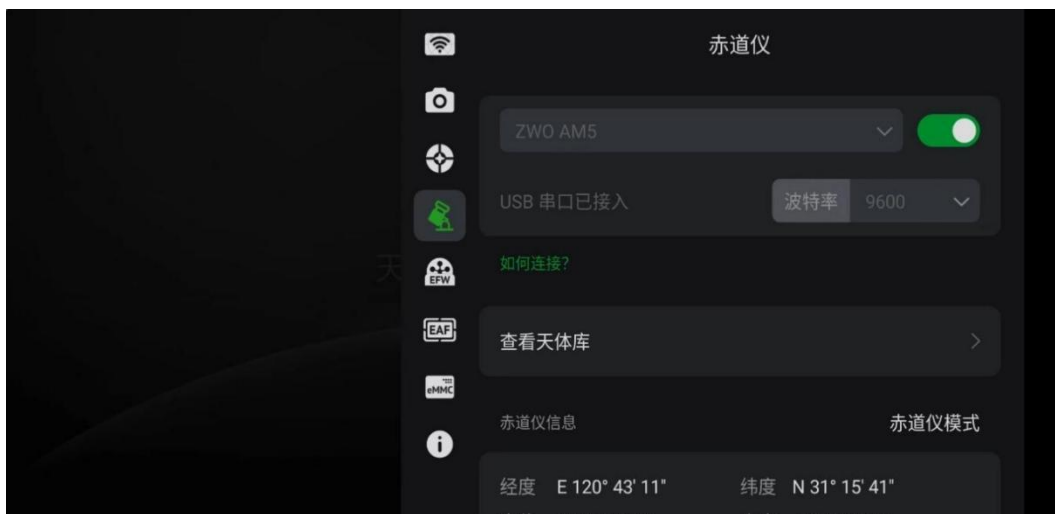 赤道仪
ZWO AM5
USB 串口已接入 波特率 9600
天
如何连接?
EFW
EAF
查看天体库
eMMC
赤道仪信息 赤道仪模式
经度 E 120° 43' 11" 纬度 N 31° 15' 41"